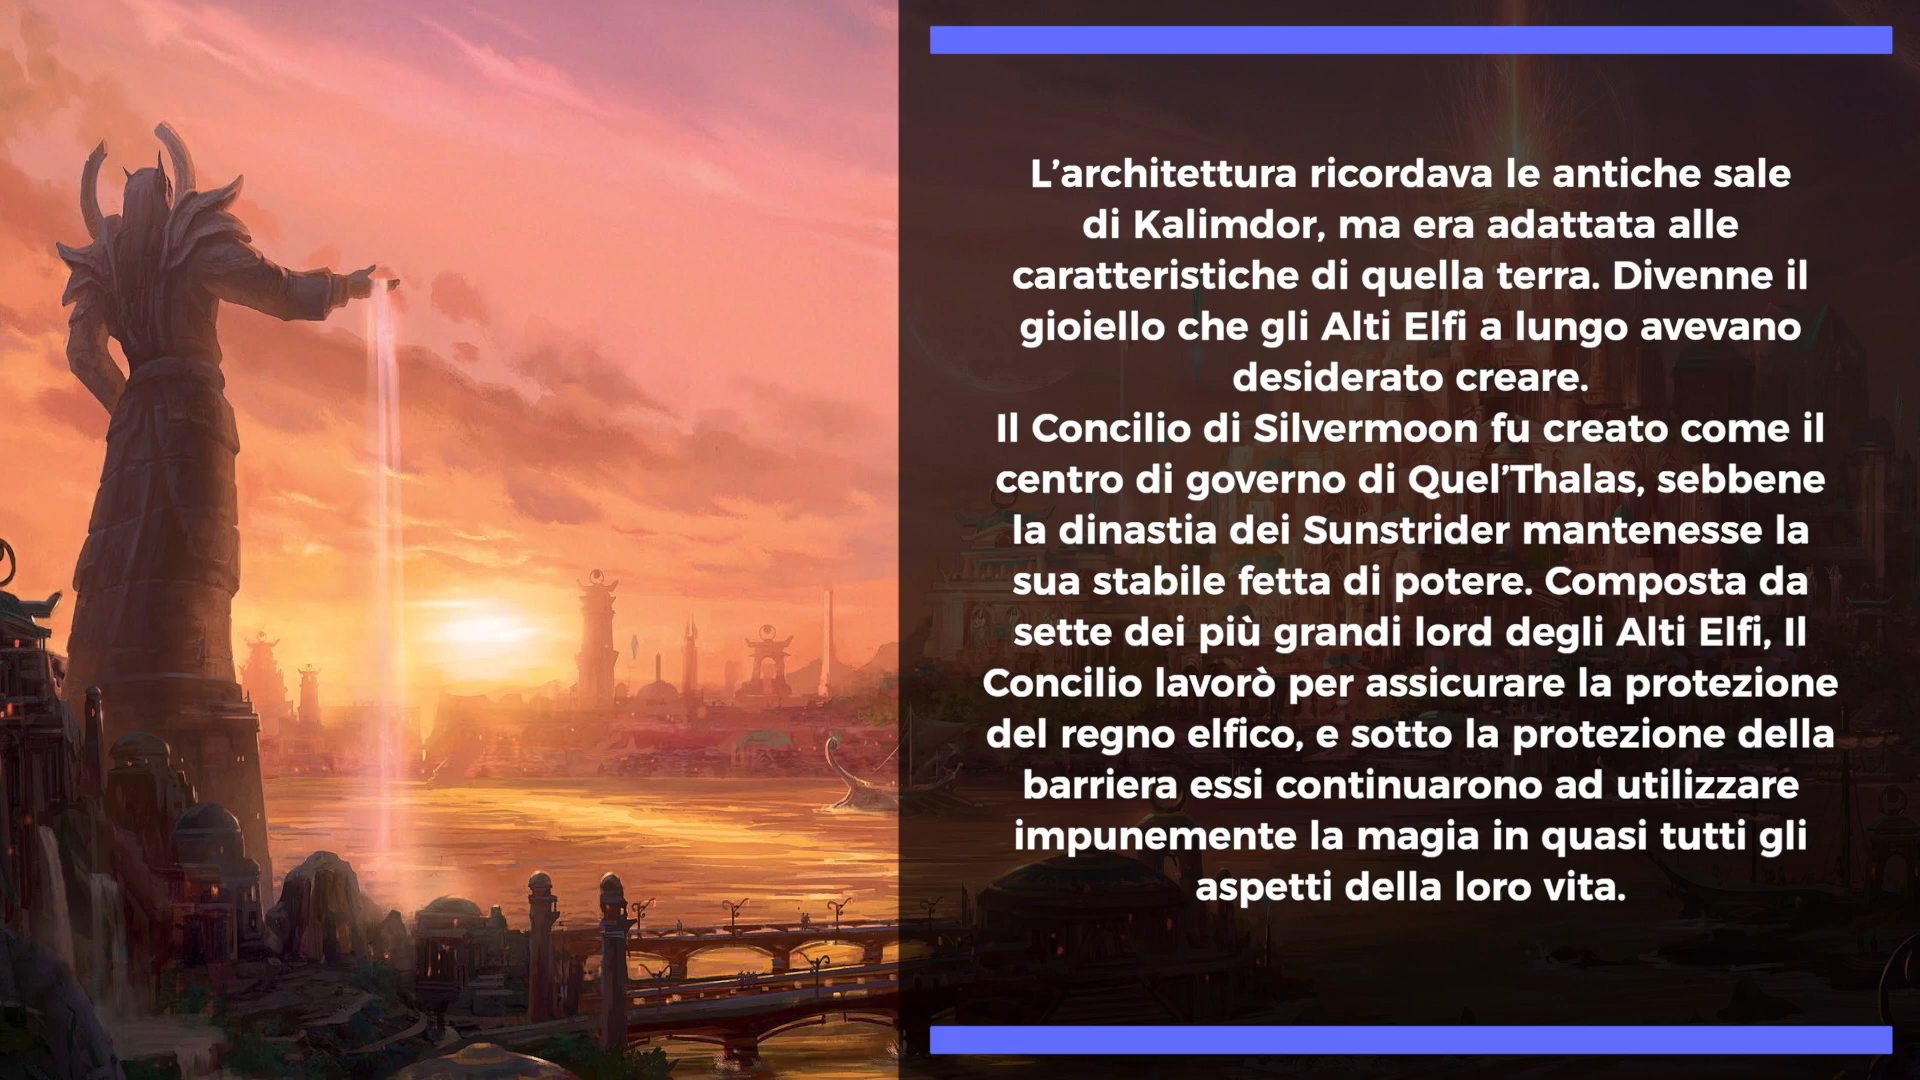 L’architettura ricordava le antiche sale
di Kalimdor, ma era adattata alle
caratteristiche di quella terra. Divenne il
gioiello che gli Alti Elfi a lungo avevano
desiderato creare.
Il Concilio di Silvermoon fu creato come il
centro di governo di Quel’Thalas, sebbene
la dinastia dei Sunstrider mantenesse la
sua stabile fetta di potere. Composta da
sette dei più grandi lord degli Alti Elfi, Il
Concilio lavorò per assicurare la protezione
del regno elfico, e sotto la protezione della
barriera essi continuarono ad utilizzare
impunemente la magia in quasi tutti gli
aspetti della loro vita.